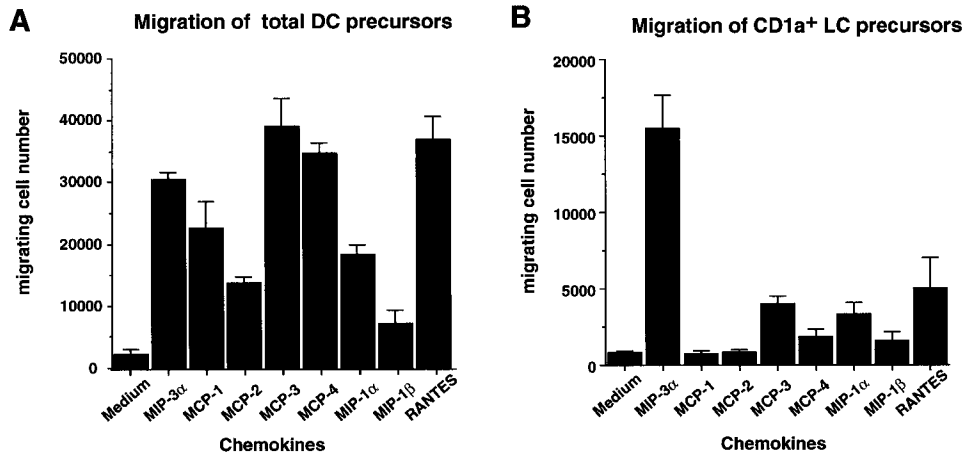 A
Migration of total DC precursors
migrating cell number
50000
40000
30000
20000
10000
0
Medium
MIP-3α
MCP-1
MCP-2
MCP-3
MCP-4
MIP-1α
MIP-1β
RANTES
Chemokines
B
Migration of CD1a+ LC precursors
migrating cell number
20000
15000
10000
5000
0
Medium
MIP-3α
MCP-1
MCP-2
MCP-3
MCP-4
MIP-1α
MIP-1β
RANTES
Chemokines